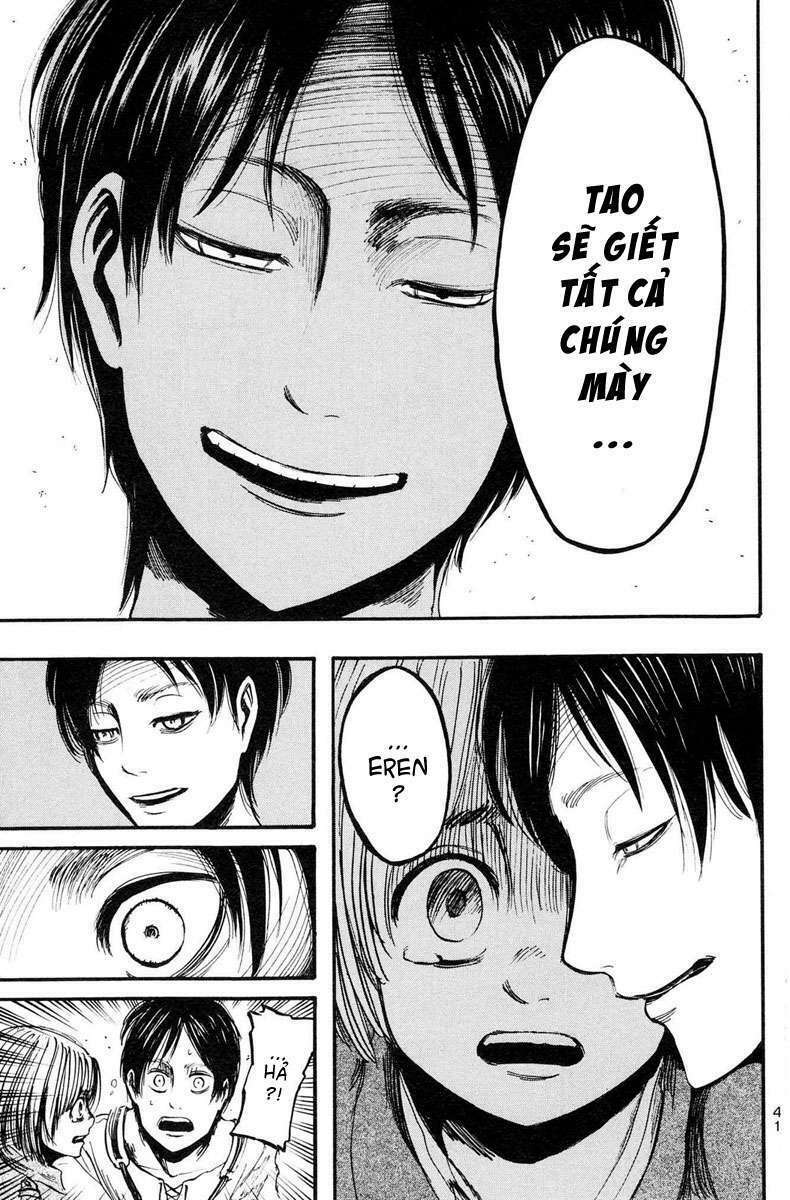 TAO
SẼ GIẾT
TẤT CẢ
CHÚNG
MÀY
...
...
EREN
?
...
HẢ
?!
41